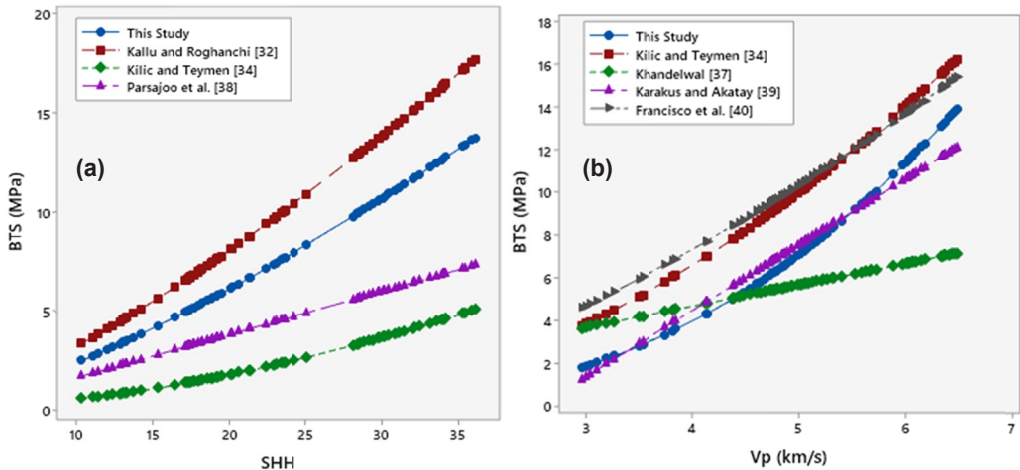 20
15
10
5
0
BTS (MPa)
This Study
Kallu and Roghanchi [32]
Kilic and Teymen [34]
Parsajoo et al. [38]
(a)
10 15 20 25 30 35
SHH
18
16
14
12
10
8
6
4
2
0
BTS (MPa)
This Study
Kilic and Teymen [34]
Khandelwal [37]
Karakus and Akatay [39]
Francisco et al. [40]
(b)
3 4 5 6 7
Vp (km/s)